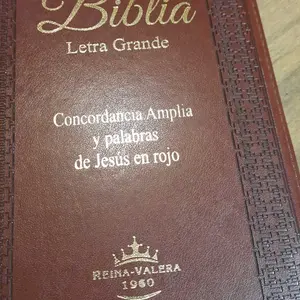 Biblia
Letra Grande
Concordancia Amplia
y palabras
de Jesús en rojo
REINA-VALERA
1960